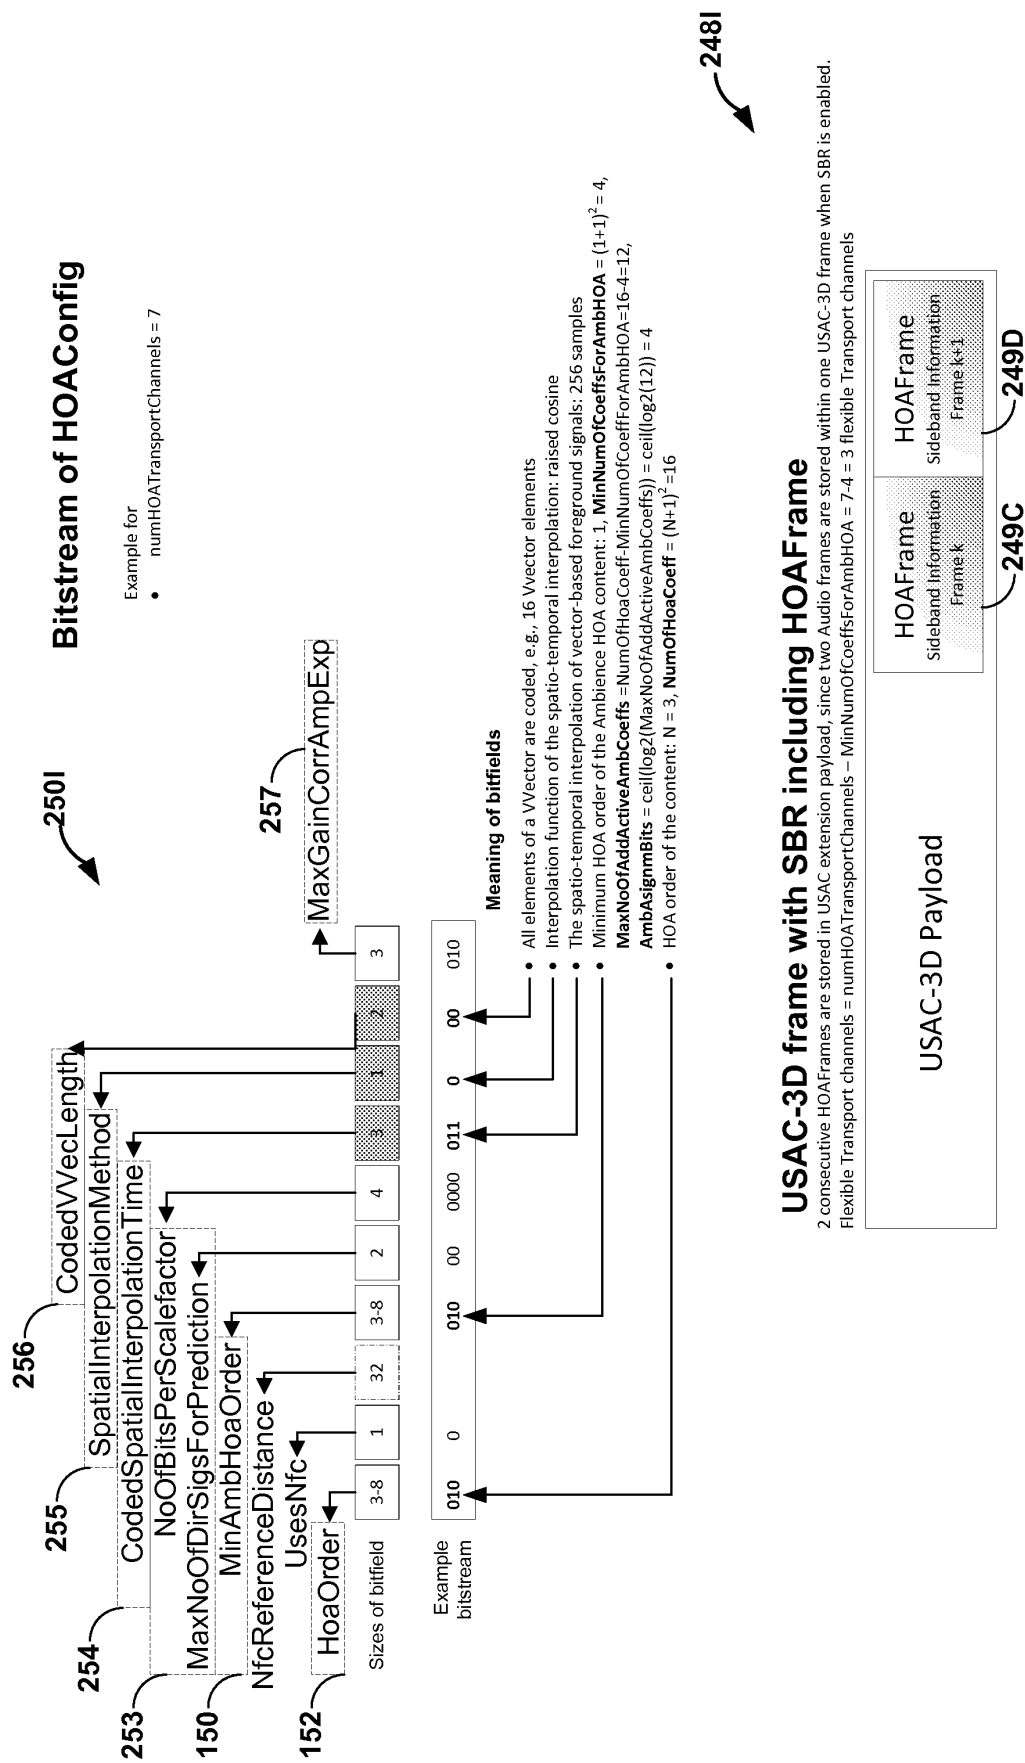 Bitstream of HOAConfig
Example for
• numHOATransportChannels = 7
250I
256
CodedVVecLength
255
SpatialInterpolationMethod
254
CodedSpatialInterpolationTime
253
NoOfBitsPerScalefactor
MaxNoOfDirSigsForPrediction
150
MinAmbHoaOrder
NfcReferenceDistance
UsesNfc
152
HoaOrder
257
MaxGainCorrAmpExp
Sizes of bitfield
3-8 1 32 3-8 2 4 3 1 2 3
Example
bitstream
010 0 010 00 0000 011 0 00 010
Meaning of bitfields
• All elements of a VVector are coded, e.g., 16 VVector elements
• Interpolation function of the spatio-temporal interpolation: raised cosine
• The spatio-temporal interpolation of vector-based foreground signals: 256 samples
• Minimum HOA order of the Ambience HOA content: 1, MinNumOfCoeffsForAmbHOA = (1+1)² = 4,
MaxNoOfAddActiveAmbCoeffs =NumOfHoaCoeff-MinNumOfCoeffForAmbHOA=16-4=12,
AmbAsignmBits = ceil(log2(MaxNoOfAddActiveAmbCoeffs)) = ceil(log2(12)) = 4
• HOA order of the content: N = 3, NumOfHoaCoeff = (N+1)² =16
248I
USAC-3D frame with SBR including HOAFrame
2 consecutive HOAFrames are stored in USAC extension payload, since two Audio frames are stored within one USAC-3D frame when SBR is enabled.
Flexible Transport channels = numHOATransportChannels – MinNumOfCoeffsForAmbHOA = 7-4 = 3 flexible Transport channels
USAC-3D Payload
HOAFrame
Sideband Information
Frame k
HOAFrame
Sideband Information
Frame k+1
249C
249D